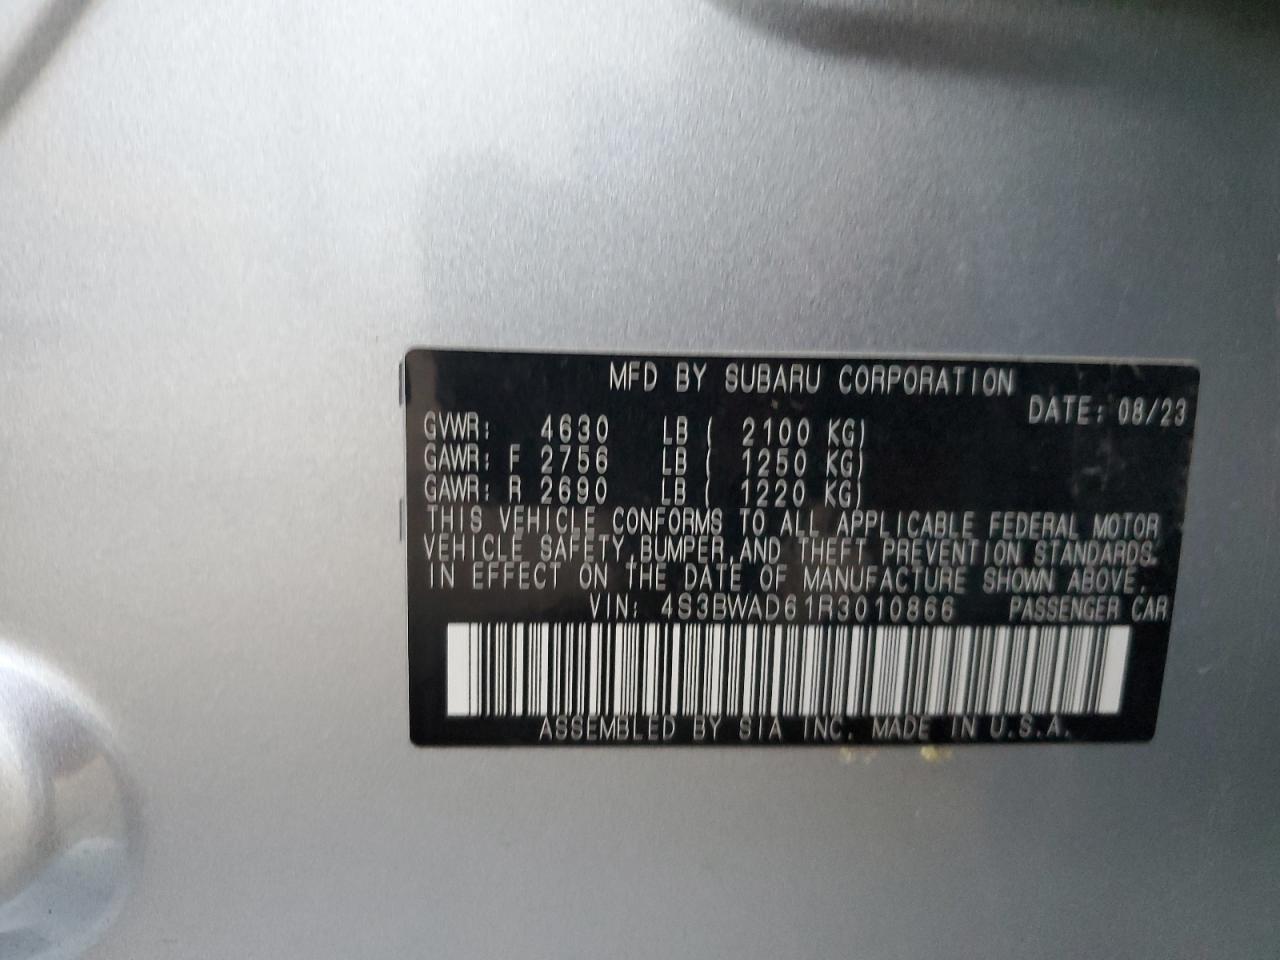 MFD BY SUBARU CORPORATION
DATE: 08/23
GVWR: 4630 LB ( 2100 KG)
GAWR: F 2756 LB ( 1250 KG)
GAWR: R 2690 LB ( 1220 KG)
THIS VEHICLE CONFORMS TO ALL APPLICABLE FEDERAL MOTOR
VEHICLE SAFETY, BUMPER, AND THEFT PREVENTION STANDARDS.
IN EFFECT ON THE DATE OF MANUFACTURE SHOWN ABOVE.
VIN: 4S3BWAD61R3010866 PASSENGER CAR
ASSEMBLED BY SIA INC. MADE IN U.S.A.